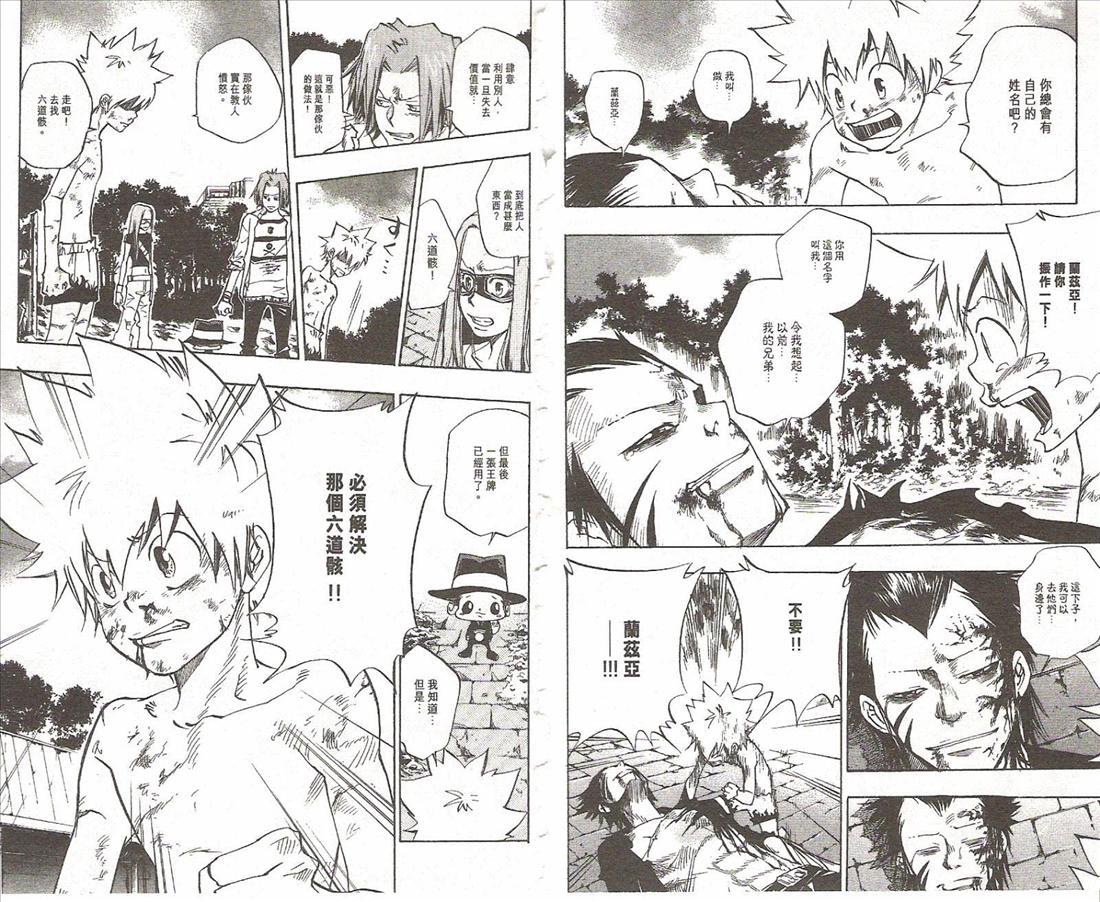 你總會有
自己的
姓名吧？
我叫…
做…
蘭茲亞…
蘭茲亞！
請你
振作一下！
你用
這個名字
叫我…
令我想起…
以前…
我的兄弟…
這下子，
我可以
去他們…
身邊了…
不要!!
蘭茲亞
——!!!
肆意
利用別人，
當一旦失去
價值就…
可惡！
這就是那傢伙
的做法！
那傢伙
實在教人
憤怒。
走吧！
去找
六道骸。
到底把人
當成甚麼
東西？
六道骸！
すく…
但最後
一張王牌
已經用了。
我知道…
但是…
必須解決
那個六道骸!!